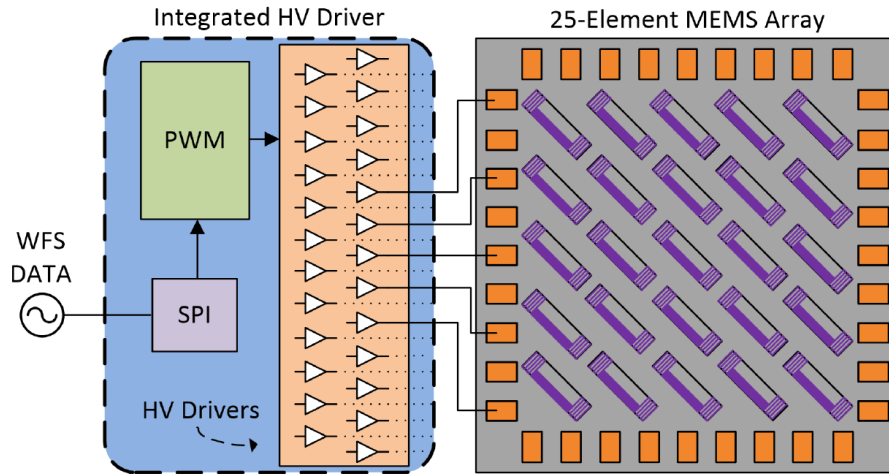 Integrated HV Driver
25-Element MEMS Array
PWM
WFS
DATA
SPI
HV Drivers